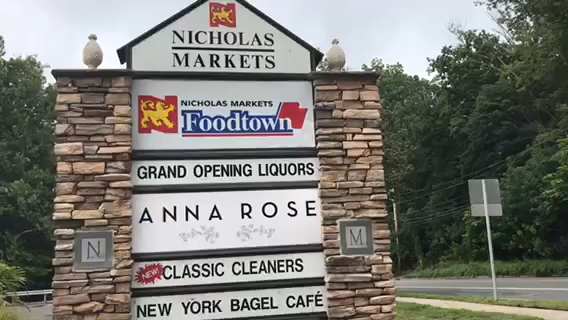 NICHOLAS
MARKETS
NICHOLAS MARKETS
Foodtown
GRAND OPENING LIQUORS
ANNA ROSE
N
M
NEW! CLASSIC CLEANERS
NEW YORK BAGEL CAFÉ